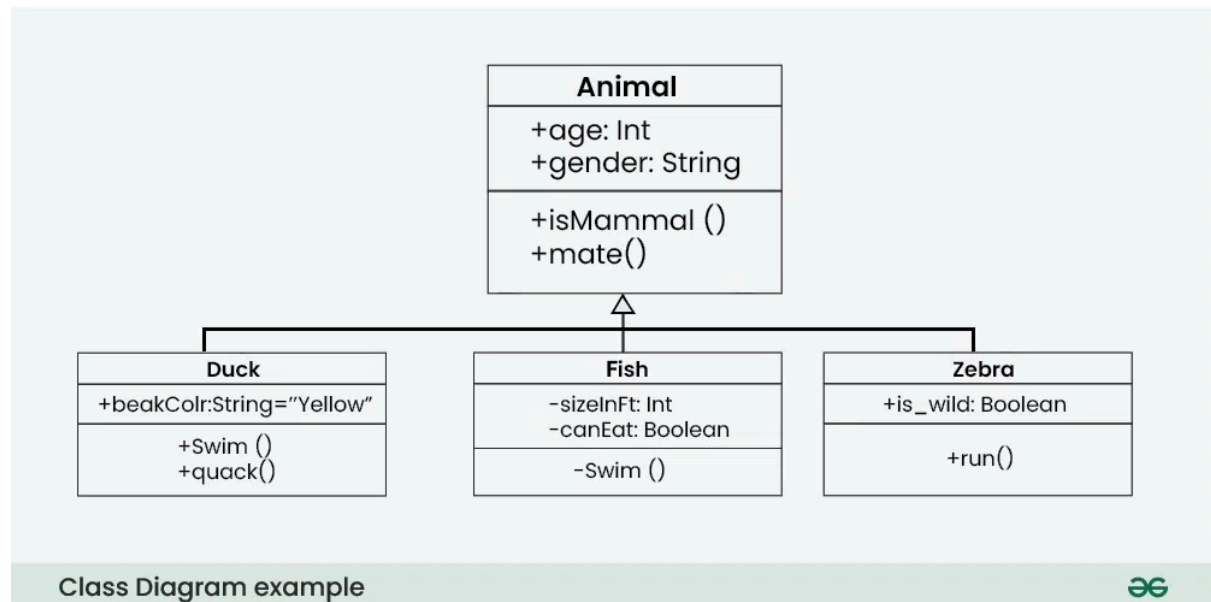 Animal
+age: Int
+gender: String
+isMammal ()
+mate()
Duck
+beakColr:String="Yellow"
+Swim ()
+quack()
Fish
-sizeInFt: Int
-canEat: Boolean
-Swim ()
Zebra
+is_wild: Boolean
+run()
Class Diagram example